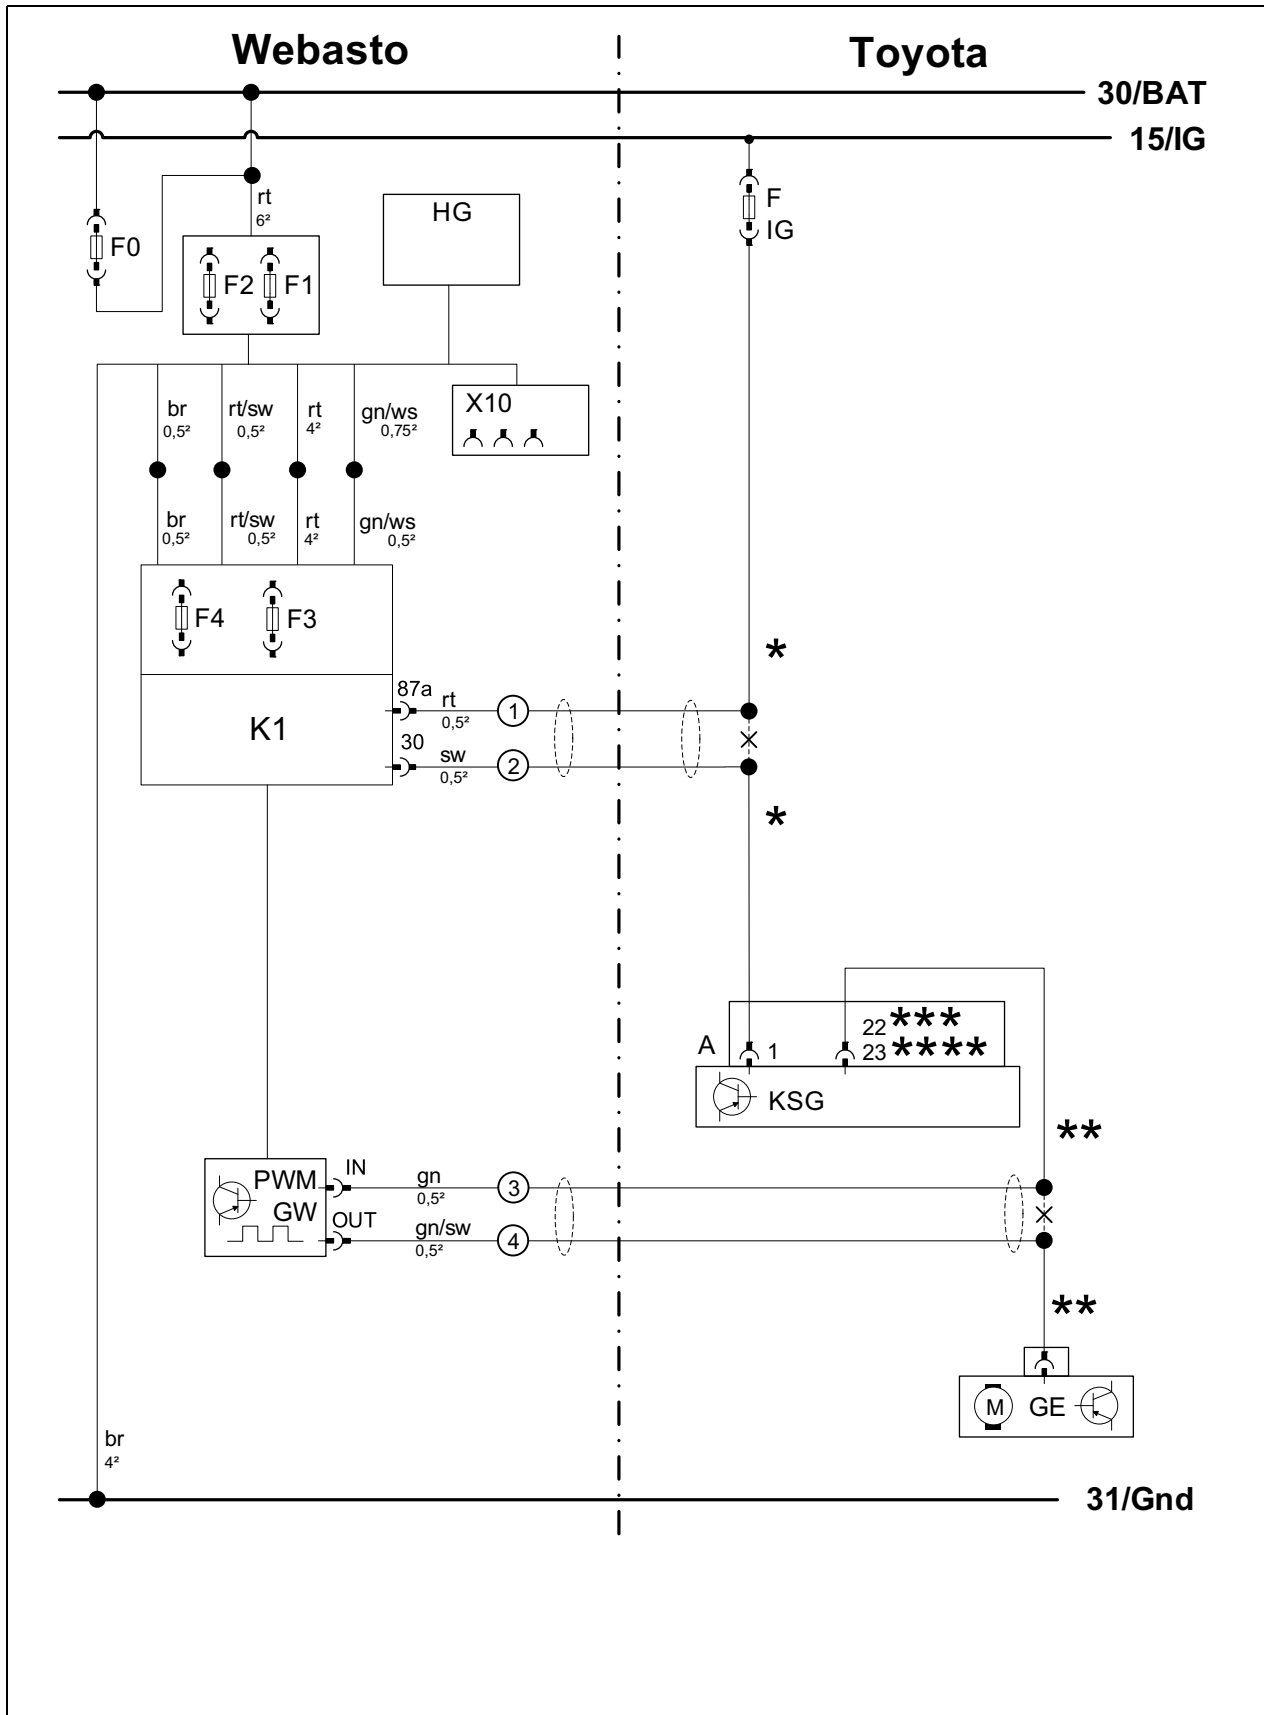 Webasto
Toyota
30/BAT
15/IG
rt
6²
F0
F2
F1
HG
F
IG
X10
br
0,5²
rt/sw
0,5²
rt
4²
gn/ws
0,75²
br
0,5²
rt/sw
0,5²
rt
4²
gn/ws
0,5²
F4
F3
*
K1
87a
rt
0,5²
1
30
sw
0,5²
2
*
A
1
22 ***
23 ****
KSG
**
PWM
GW
IN
gn
0,5²
3
OUT
gn/sw
0,5²
4
**
M
GE
br
4²
31/Gnd